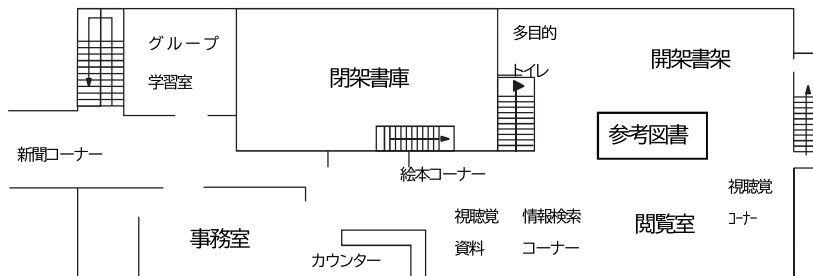 グループ
学習室
閉架書庫
多目的
トイレ
開架書架
参考図書
新聞コーナー
絵本コーナー
視聴覚
コーナー
視聴覚
資料
情報検索
コーナー
閲覧室
事務室
カウンター